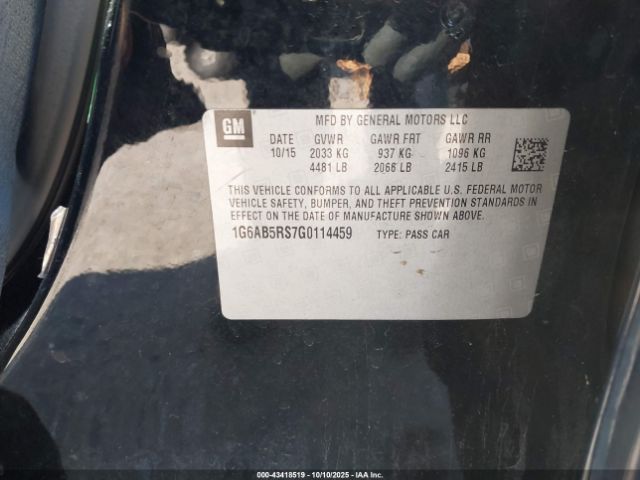 GM
MFD BY GENERAL MOTORS LLC
DATE GVWR GAWR FRT GAWR RR
10/15 2033 KG 937 KG 1096 KG
4481 LB 2066 LB 2415 LB
THIS VEHICLE CONFORMS TO ALL APPLICABLE U.S. FEDERAL MOTOR
VEHICLE SAFETY, BUMPER, AND THEFT PREVENTION STANDARDS IN
EFFECT ON THE DATE OF MANUFACTURE SHOWN ABOVE.
1G6AB5RS7G0114459 TYPE: PASS CAR
000-43418519 - 10/10/2025 - IAA Inc.